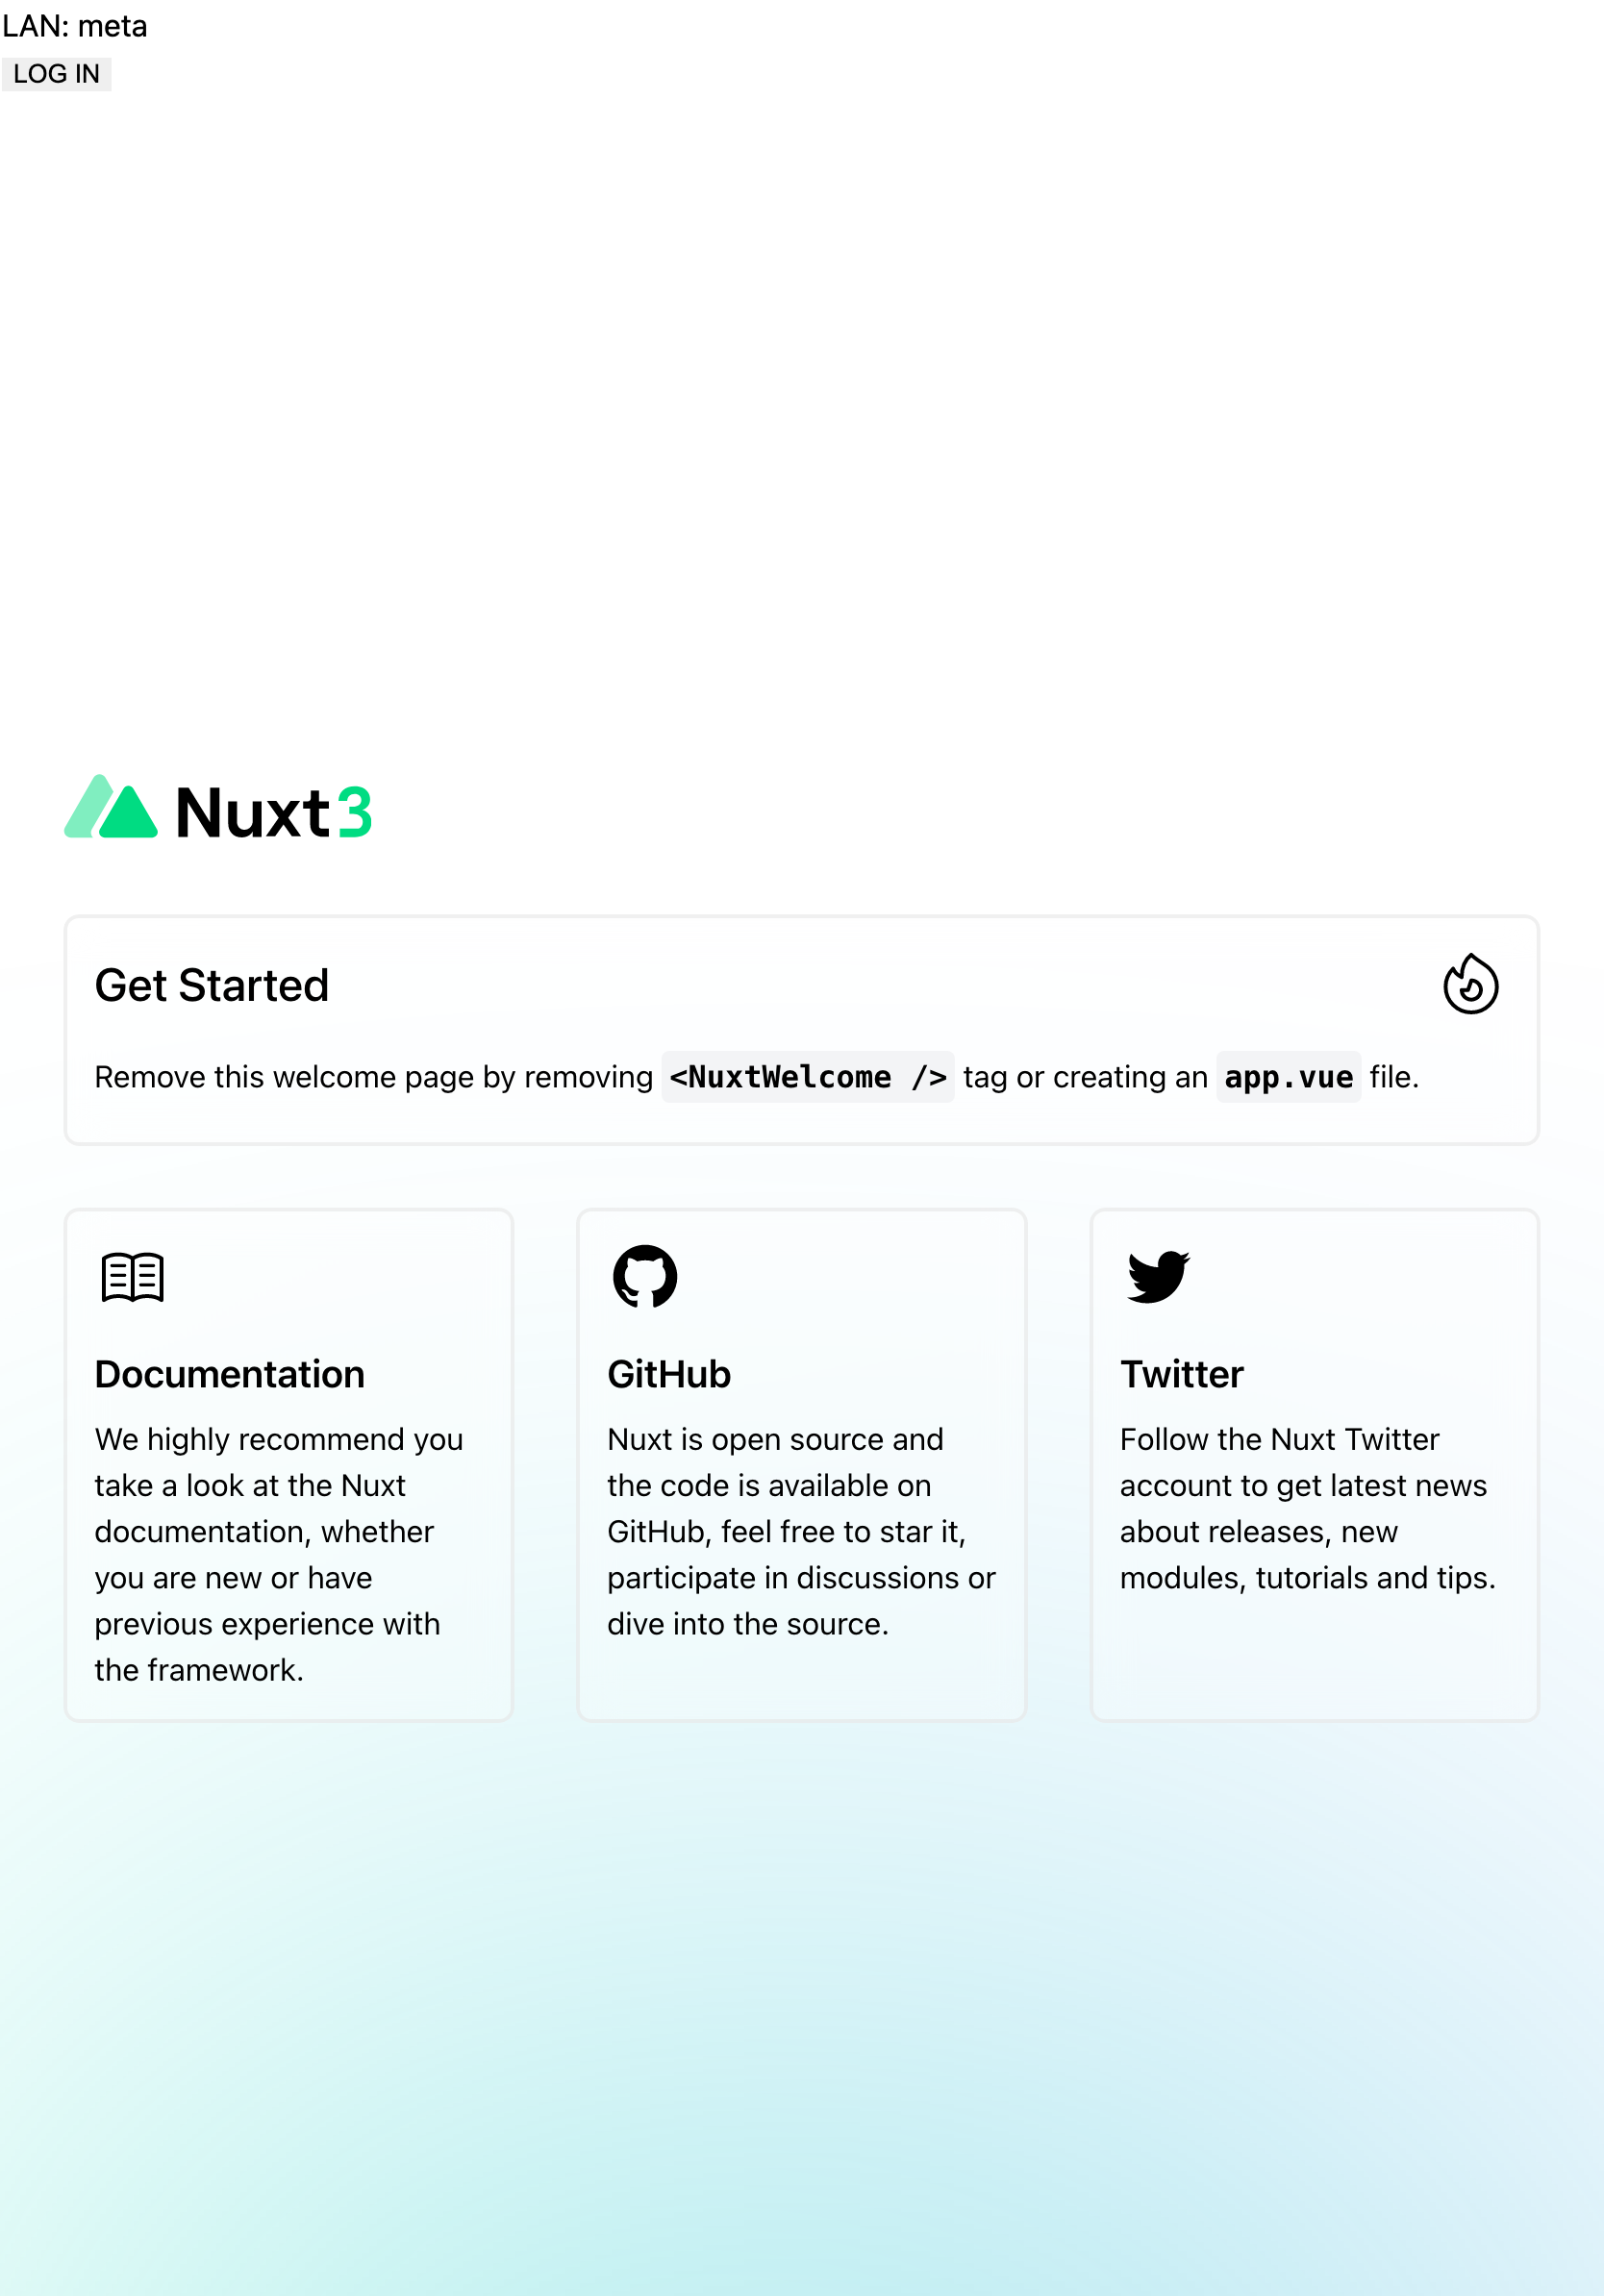 LAN: meta
LOG IN
Nuxt 3
Get Started
Remove this welcome page by removing <NuxtWelcome /> tag or creating an app.vue file.
Documentation
We highly recommend you
take a look at the Nuxt
documentation, whether
you are new or have
previous experience with
the framework.
GitHub
Nuxt is open source and
the code is available on
GitHub, feel free to star it,
participate in discussions or
dive into the source.
Twitter
Follow the Nuxt Twitter
account to get latest news
about releases, new
modules, tutorials and tips.